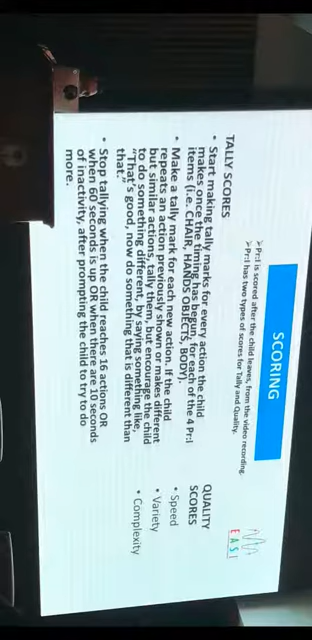 SCORING
EASI
➢Pr:I is scored after the child leaves, from the video recording.
➢Pr:I has two types of scores for Tally and Quality.
TALLY SCORES
• Start making tally marks for every action the child
makes once the timing has begun, for each of the 4 Pr:I
items (i.e. CHAIR, HANDS OBJECTS, BODY).
• Make a tally mark for each new action. If the child
repeats an action previously shown or makes different
but similar actions, tally them, but encourage the child
to do something different, by saying something like,
"That's good, now do something that is different than
that."
• Stop tallying when the child reaches 16 actions OR
when 60 seconds is up OR when there are 10 seconds
of inactivity, after prompting the child to try to do
more.
QUALITY
SCORES
• Speed
• Variety
• Complexity